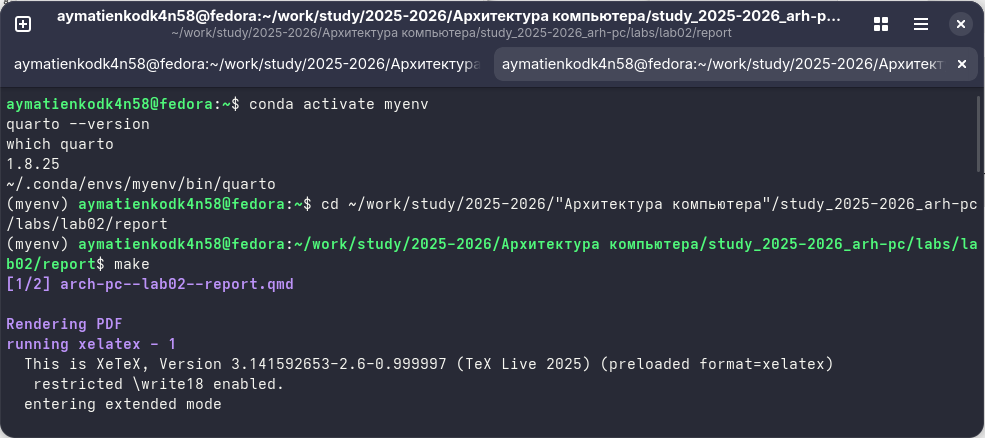 aymatienkodk4n58@fedora:~/work/study/2025-2026/Архитектура компьютера/study_2025-2026_arh-p...
~/work/study/2025-2026/Архитектура компьютера/study_2025-2026_arh-pc/labs/lab02/report
aymatienkodk4n58@fedora:~/work/study/2025-2026/Архитектура
aymatienkodk4n58@fedora:~/work/study/2025-2026/Архитект
aymatienkodk4n58@fedora:~$ conda activate myenv
quarto --version
which quarto
1.8.25
~/.conda/envs/myenv/bin/quarto
(myenv) aymatienkodk4n58@fedora:~$ cd ~/work/study/2025-2026/"Архитектура компьютера"/study_2025-2026_arh-pc
/labs/lab02/report
(myenv) aymatienkodk4n58@fedora:~/work/study/2025-2026/Архитектура компьютера/study_2025-2026_arh-pc/labs/la
b02/report$ make
[1/2] arch-pc--lab02--report.qmd
Rendering PDF
running xelatex - 1
This is XeTeX, Version 3.141592653-2.6-0.999997 (TeX Live 2025) (preloaded format=xelatex)
restricted \write18 enabled.
entering extended mode